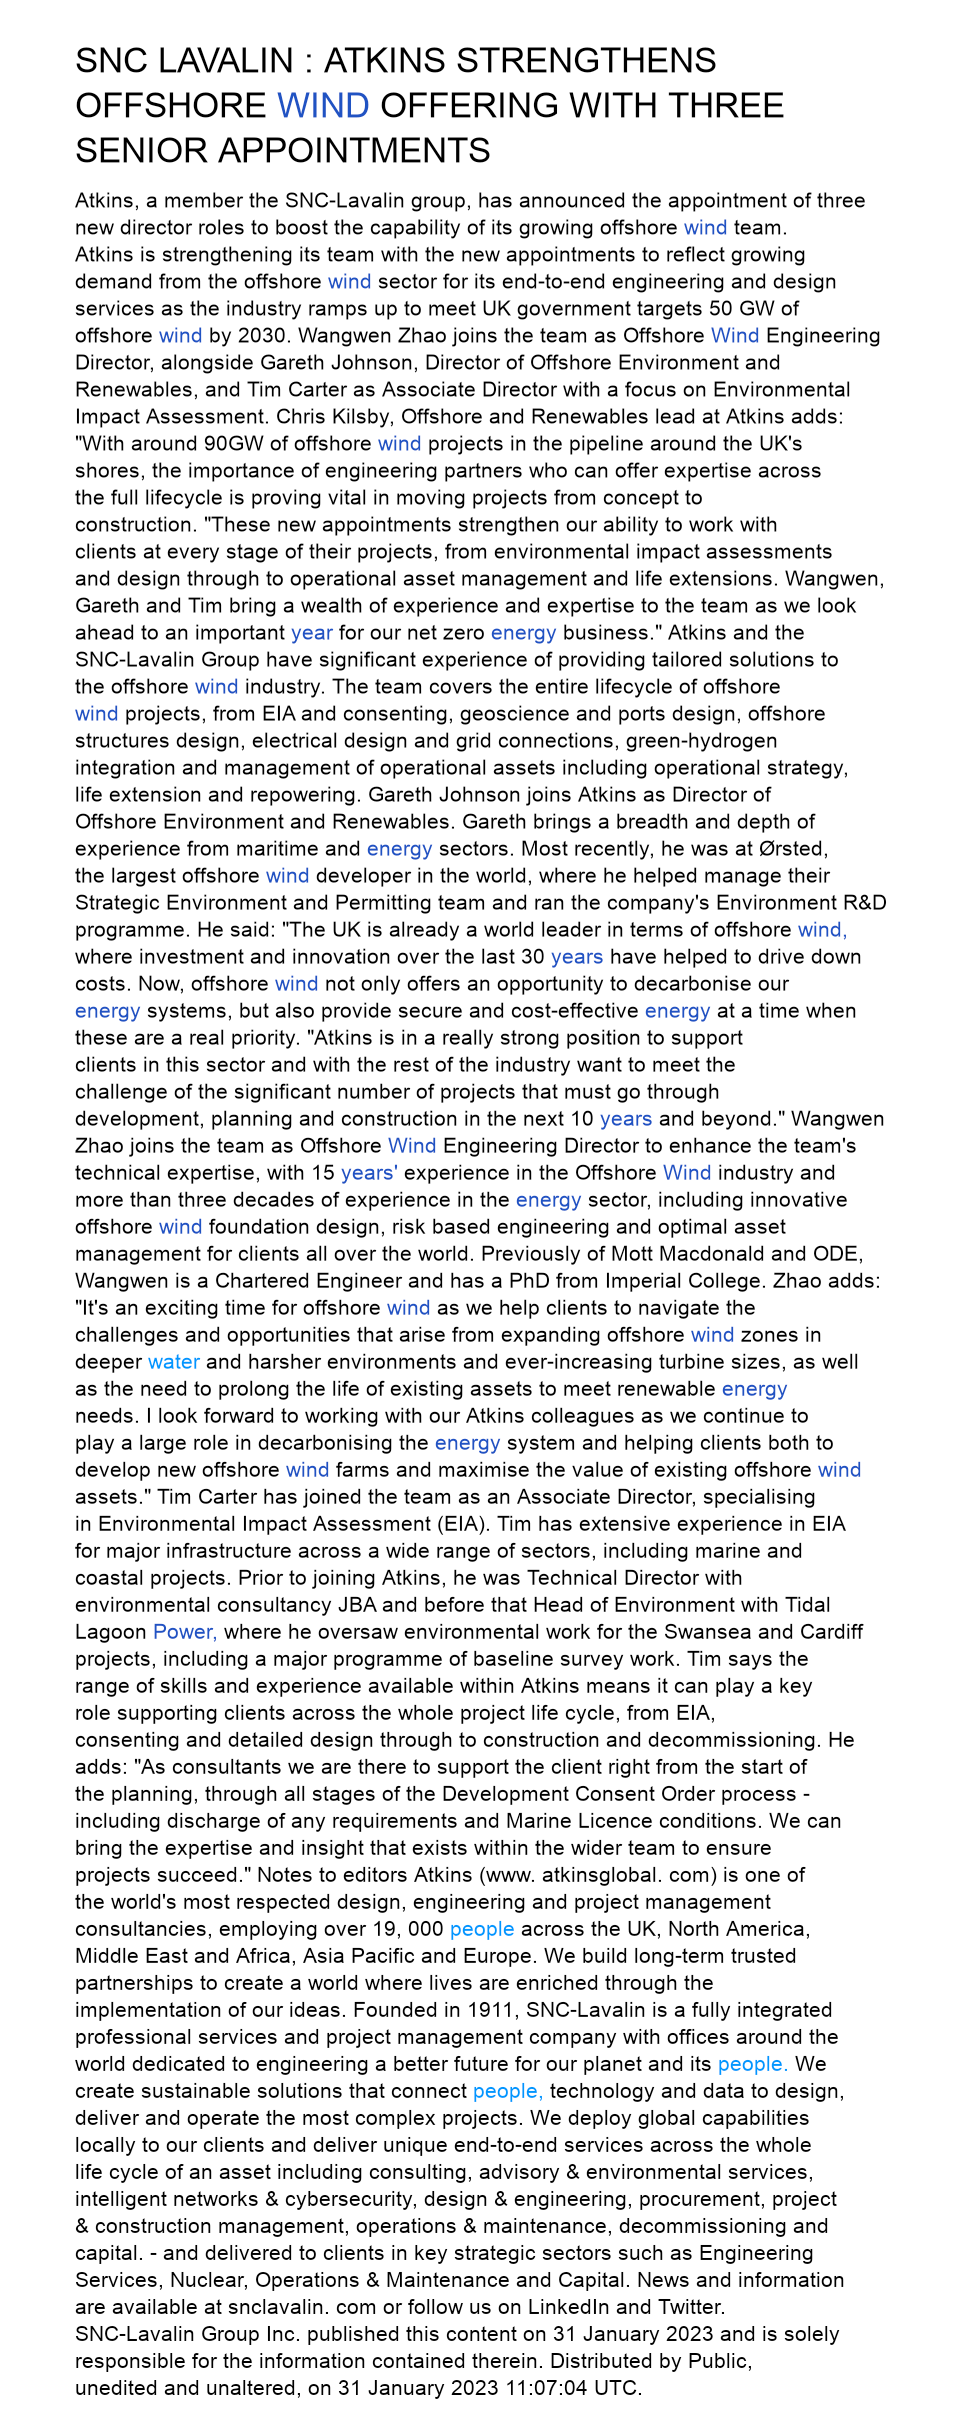 SNC LAVALIN : ATKINS STRENGTHENS
OFFSHORE WIND OFFERING WITH THREE
SENIOR APPOINTMENTS
Atkins, a member the SNC-Lavalin group, has announced the appointment of three
new director roles to boost the capability of its growing offshore wind team.
Atkins is strengthening its team with the new appointments to reflect growing
demand from the offshore wind sector for its end-to-end engineering and design
services as the industry ramps up to meet UK government targets 50 GW of
offshore wind by 2030. Wangwen Zhao joins the team as Offshore Wind Engineering
Director, alongside Gareth Johnson, Director of Offshore Environment and
Renewables, and Tim Carter as Associate Director with a focus on Environmental
Impact Assessment. Chris Kilsby, Offshore and Renewables lead at Atkins adds:
"With around 90GW of offshore wind projects in the pipeline around the UK's
shores, the importance of engineering partners who can offer expertise across
the full lifecycle is proving vital in moving projects from concept to
construction. "These new appointments strengthen our ability to work with
clients at every stage of their projects, from environmental impact assessments
and design through to operational asset management and life extensions. Wangwen,
Gareth and Tim bring a wealth of experience and expertise to the team as we look
ahead to an important year for our net zero energy business." Atkins and the
SNC-Lavalin Group have significant experience of providing tailored solutions to
the offshore wind industry. The team covers the entire lifecycle of offshore
wind projects, from EIA and consenting, geoscience and ports design, offshore
structures design, electrical design and grid connections, green-hydrogen
integration and management of operational assets including operational strategy,
life extension and repowering. Gareth Johnson joins Atkins as Director of
Offshore Environment and Renewables. Gareth brings a breadth and depth of
experience from maritime and energy sectors. Most recently, he was at Ørsted,
the largest offshore wind developer in the world, where he helped manage their
Strategic Environment and Permitting team and ran the company's Environment R&D
programme. He said: "The UK is already a world leader in terms of offshore wind,
where investment and innovation over the last 30 years have helped to drive down
costs. Now, offshore wind not only offers an opportunity to decarbonise our
energy systems, but also provide secure and cost-effective energy at a time when
these are a real priority. "Atkins is in a really strong position to support
clients in this sector and with the rest of the industry want to meet the
challenge of the significant number of projects that must go through
development, planning and construction in the next 10 years and beyond." Wangwen
Zhao joins the team as Offshore Wind Engineering Director to enhance the team's
technical expertise, with 15 years' experience in the Offshore Wind industry and
more than three decades of experience in the energy sector, including innovative
offshore wind foundation design, risk based engineering and optimal asset
management for clients all over the world. Previously of Mott Macdonald and ODE,
Wangwen is a Chartered Engineer and has a PhD from Imperial College. Zhao adds:
"It's an exciting time for offshore wind as we help clients to navigate the
challenges and opportunities that arise from expanding offshore wind zones in
deeper water and harsher environments and ever-increasing turbine sizes, as well
as the need to prolong the life of existing assets to meet renewable energy
needs. I look forward to working with our Atkins colleagues as we continue to
play a large role in decarbonising the energy system and helping clients both to
develop new offshore wind farms and maximise the value of existing offshore wind
assets." Tim Carter has joined the team as an Associate Director, specialising
in Environmental Impact Assessment (EIA). Tim has extensive experience in EIA
for major infrastructure across a wide range of sectors, including marine and
coastal projects. Prior to joining Atkins, he was Technical Director with
environmental consultancy JBA and before that Head of Environment with Tidal
Lagoon Power, where he oversaw environmental work for the Swansea and Cardiff
projects, including a major programme of baseline survey work. Tim says the
range of skills and experience available within Atkins means it can play a key
role supporting clients across the whole project life cycle, from EIA,
consenting and detailed design through to construction and decommissioning. He
adds: "As consultants we are there to support the client right from the start of
the planning, through all stages of the Development Consent Order process -
including discharge of any requirements and Marine Licence conditions. We can
bring the expertise and insight that exists within the wider team to ensure
projects succeed." Notes to editors Atkins (www. atkinsglobal. com) is one of
the world's most respected design, engineering and project management
consultancies, employing over 19, 000 people across the UK, North America,
Middle East and Africa, Asia Pacific and Europe. We build long-term trusted
partnerships to create a world where lives are enriched through the
implementation of our ideas. Founded in 1911, SNC-Lavalin is a fully integrated
professional services and project management company with offices around the
world dedicated to engineering a better future for our planet and its people. We
create sustainable solutions that connect people, technology and data to design,
deliver and operate the most complex projects. We deploy global capabilities
locally to our clients and deliver unique end-to-end services across the whole
life cycle of an asset including consulting, advisory & environmental services,
intelligent networks & cybersecurity, design & engineering, procurement, project
& construction management, operations & maintenance, decommissioning and
capital. - and delivered to clients in key strategic sectors such as Engineering
Services, Nuclear, Operations & Maintenance and Capital. News and information
are available at snclavalin. com or follow us on LinkedIn and Twitter.
SNC-Lavalin Group Inc. published this content on 31 January 2023 and is solely
responsible for the information contained therein. Distributed by Public,
unedited and unaltered, on 31 January 2023 11:07:04 UTC.